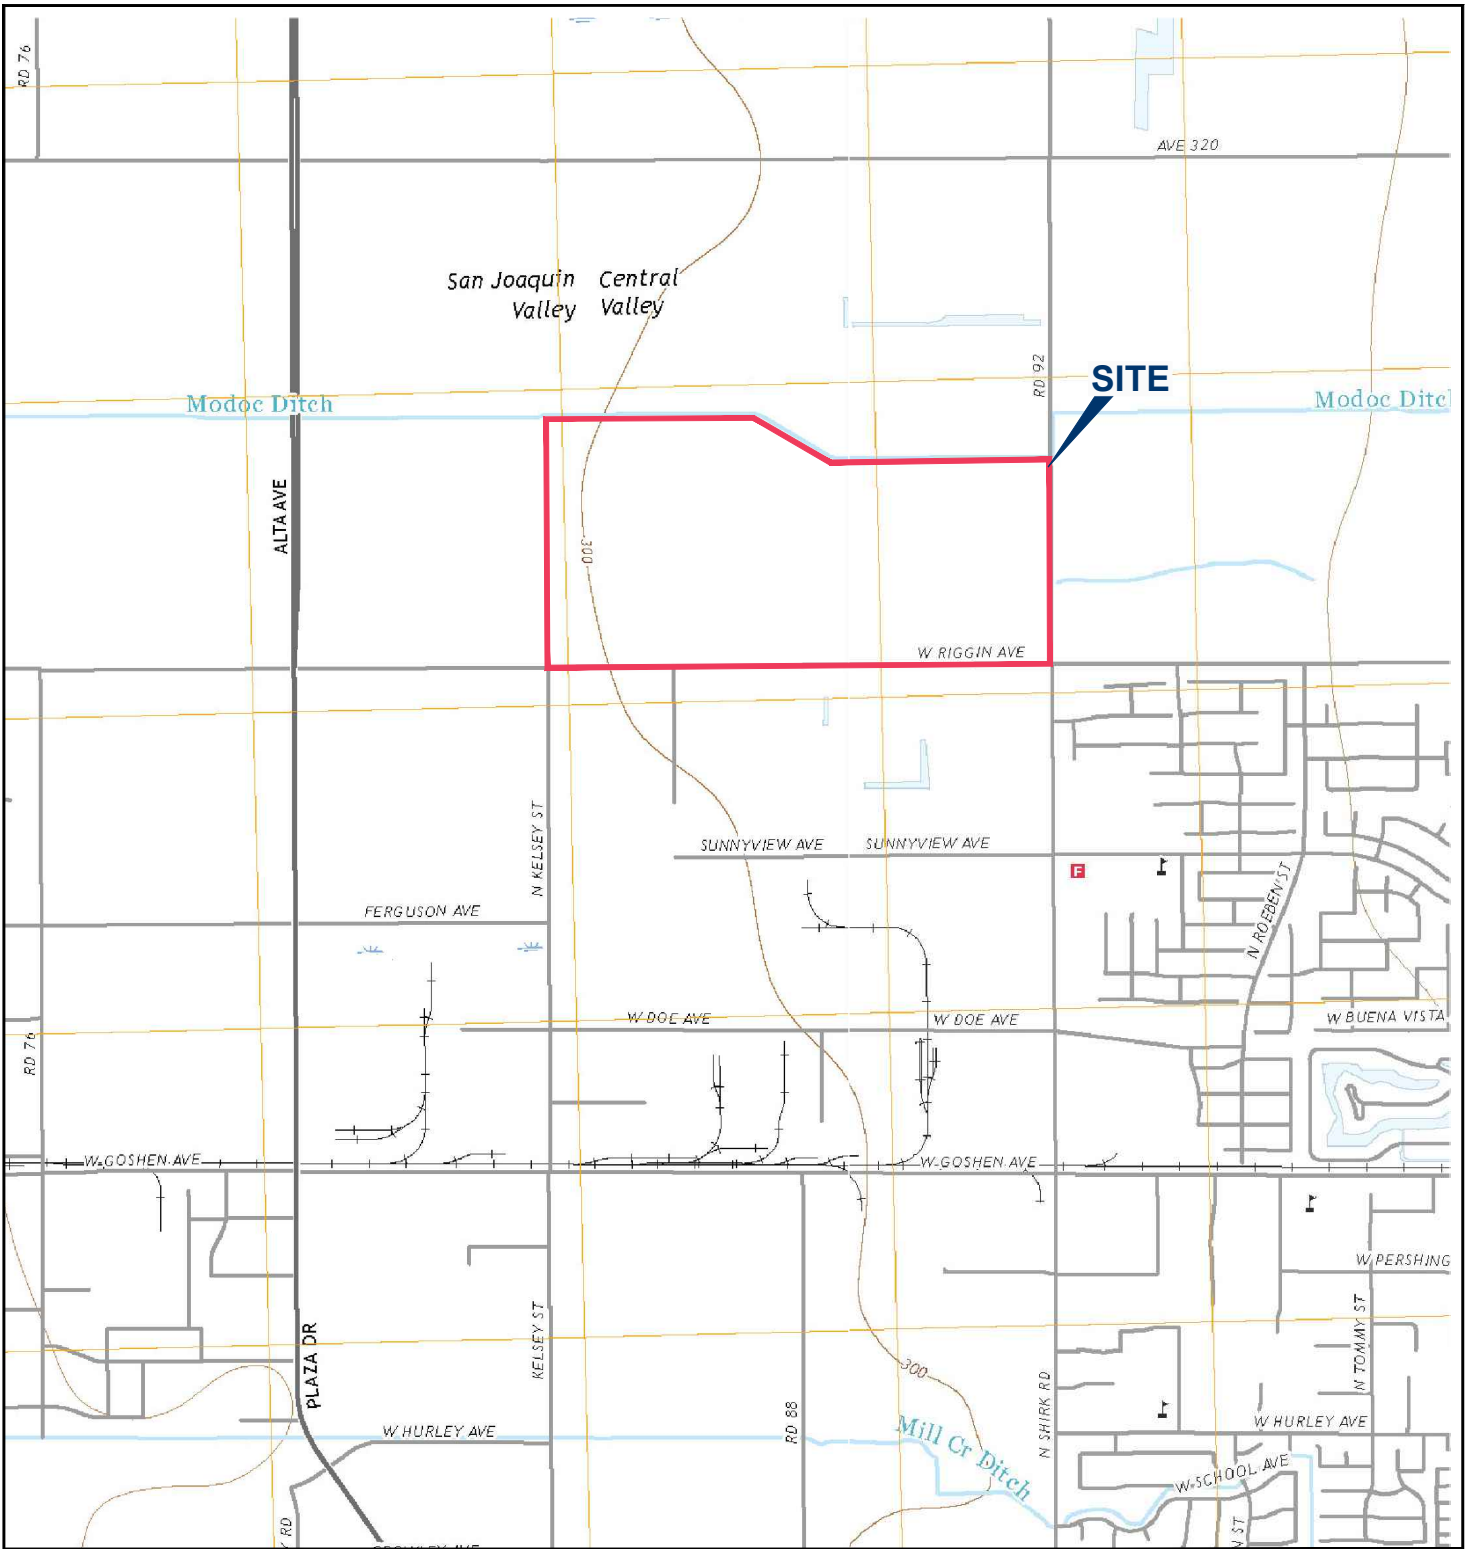 RD 76
AVE 320
San Joaquin Central
Valley Valley
RD 92
SITE
Modoc Ditch
Modoc Ditc
ALTA AVE
300
W RIGGIN AVE
N KELSEY ST
SUNNYVIEW AVE
SUNNYVIEW AVE
F
N ROEBEN ST
FERGUSON AVE
W DOE AVE
W DOE AVE
W BUENA VISTA
RD 76
W GOSHEN AVE
W GOSHEN AVE
W PERSHING
KELSEY ST
N TOMMY ST
PLAZA DR
300
N SHIRK RD
RD 88
W HURLEY AVE
W HURLEY AVE
Mill Cr Ditch
W SCHOOL AVE
RD
ST